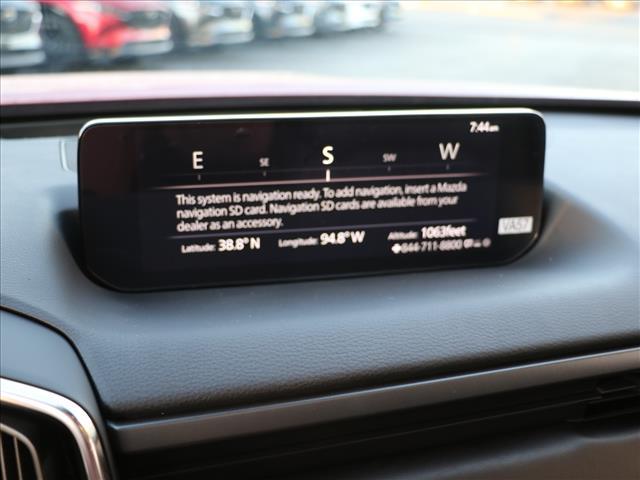 7:44am
E SE S SW W
This system is navigation ready. To add navigation, insert a Mazda
navigation SD card. Navigation SD cards are available from your
dealer as an accessory.
Latitude: 38.8° N Longitude: 94.8° W Altitude: 1063feet
844-711-8800
VA57